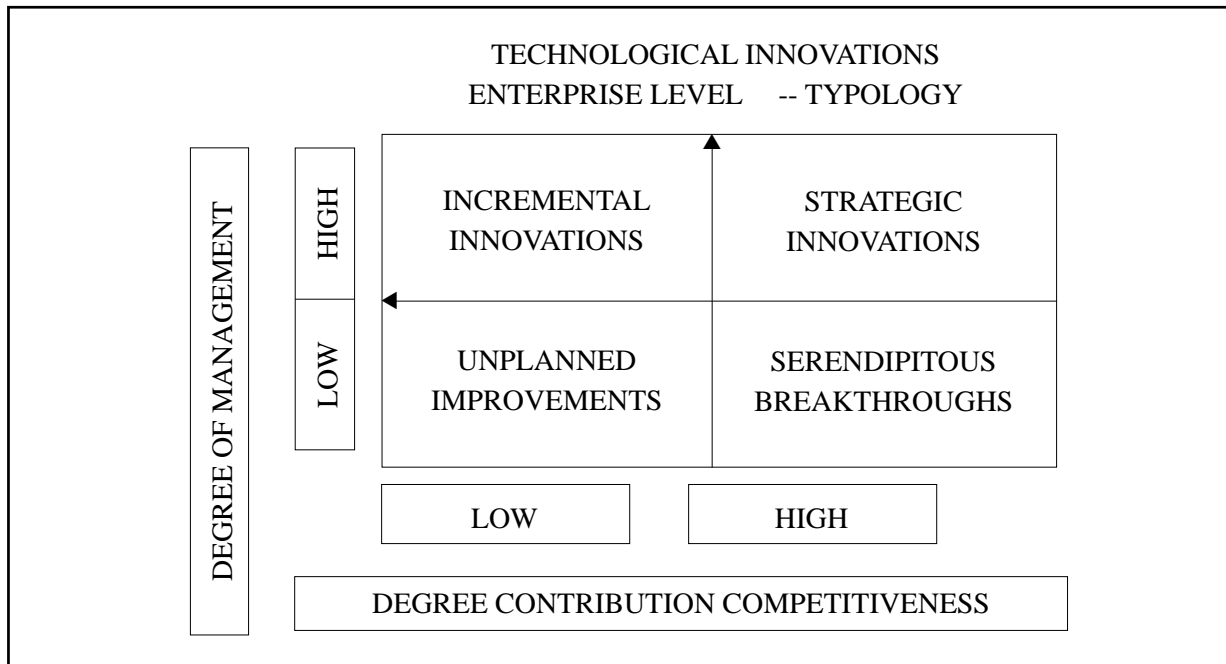 TECHNOLOGICAL INNOVATIONS
ENTERPRISE LEVEL -- TYPOLOGY
DEGREE OF MANAGEMENT
HIGH
LOW
INCREMENTAL
INNOVATIONS
STRATEGIC
INNOVATIONS
UNPLANNED
IMPROVEMENTS
SERENDIPITOUS
BREAKTHROUGHS
LOW
HIGH
DEGREE CONTRIBUTION COMPETITIVENESS